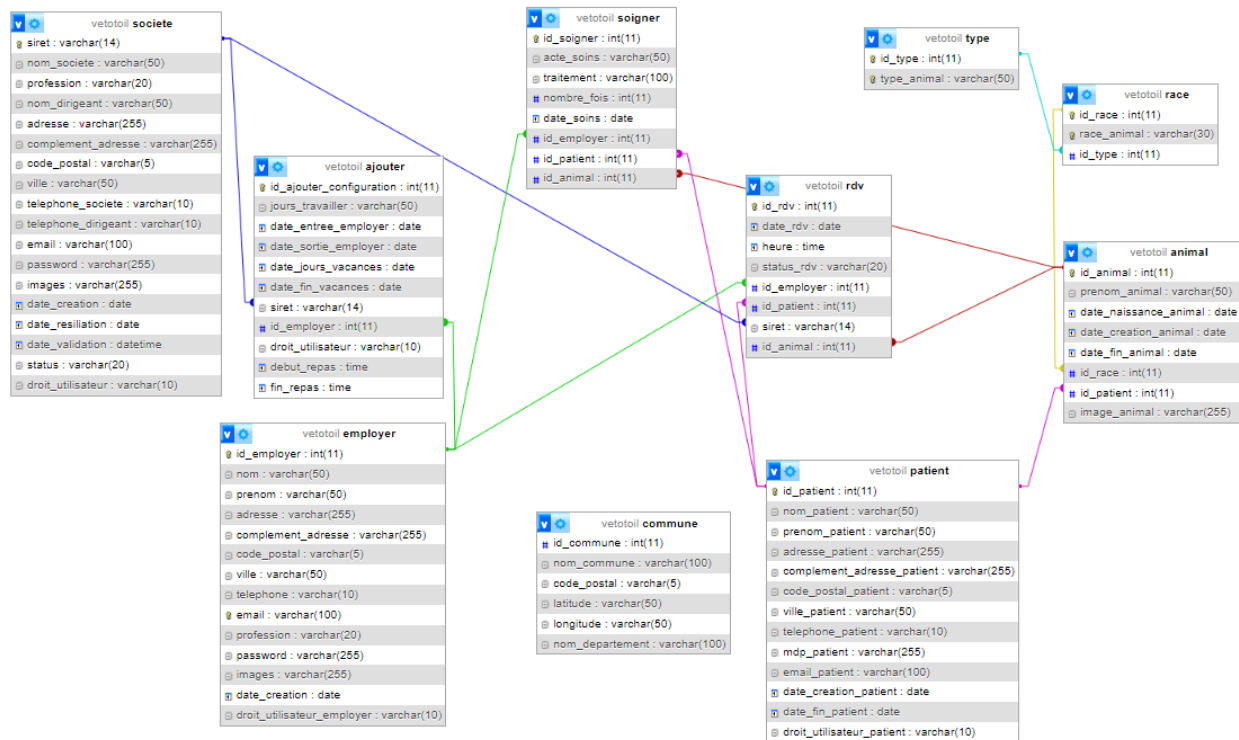 vetotoil societe
siret : varchar(14)
nom_societe : varchar(50)
profession : varchar(20)
nom_dirigeant : varchar(50)
adresse : varchar(255)
complement_adresse : varchar(255)
code_postal : varchar(5)
ville : varchar(50)
telephone_societe : varchar(10)
telephone_dirigeant : varchar(10)
email : varchar(100)
password : varchar(255)
images : varchar(255)
date_creation : date
date_resiliation : date
date_validation : datetime
status : varchar(20)
droit_utilisateur : varchar(10)
vetotoil ajouter
id_ajouter_configuration : int(11)
jours_travailler : varchar(50)
date_entree_employer : date
date_sortie_employer : date
date_jours_vacances : date
date_fin_vacances : date
siret : varchar(14)
id_employer : int(11)
droit_utilisateur : varchar(10)
debut_repas : time
fin_repas : time
vetotoil employer
id_employer : int(11)
nom : varchar(50)
prenom : varchar(50)
adresse : varchar(255)
complement_adresse : varchar(255)
code_postal : varchar(5)
ville : varchar(50)
telephone : varchar(10)
email : varchar(100)
profession : varchar(20)
password : varchar(255)
images : varchar(255)
date_creation : date
droit_utilisateur_employer : varchar(10)
vetotoil soigner
id_soigner : int(11)
acte_soins : varchar(50)
traitement : varchar(100)
nombre_fois : int(11)
date_soins : date
id_employer : int(11)
id_patient : int(11)
id_animal : int(11)
vetotoil commune
id_commune : int(11)
nom_commune : varchar(100)
code_postal : varchar(5)
latitude : varchar(50)
longitude : varchar(50)
nom_departement : varchar(100)
vetotoil rdv
id_rdv : int(11)
date_rdv : date
heure : time
status_rdv : varchar(20)
id_employer : int(11)
id_patient : int(11)
siret : varchar(14)
id_animal : int(11)
vetotoil type
id_type : int(11)
type_animal : varchar(50)
vetotoil race
id_race : int(11)
race_animal : varchar(30)
id_type : int(11)
vetotoil animal
id_animal : int(11)
prenom_animal : varchar(50)
date_naissance_animal : date
date_creation_animal : date
date_fin_animal : date
id_race : int(11)
id_patient : int(11)
image_animal : varchar(255)
vetotoil patient
id_patient : int(11)
nom_patient : varchar(50)
prenom_patient : varchar(50)
adresse_patient : varchar(255)
complement_adresse_patient : varchar(255)
code_postal_patient : varchar(5)
ville_patient : varchar(50)
telephone_patient : varchar(10)
mdp_patient : varchar(255)
email_patient : varchar(100)
date_creation_patient : date
date_fin_patient : date
droit_utilisateur_patient : varchar(10)